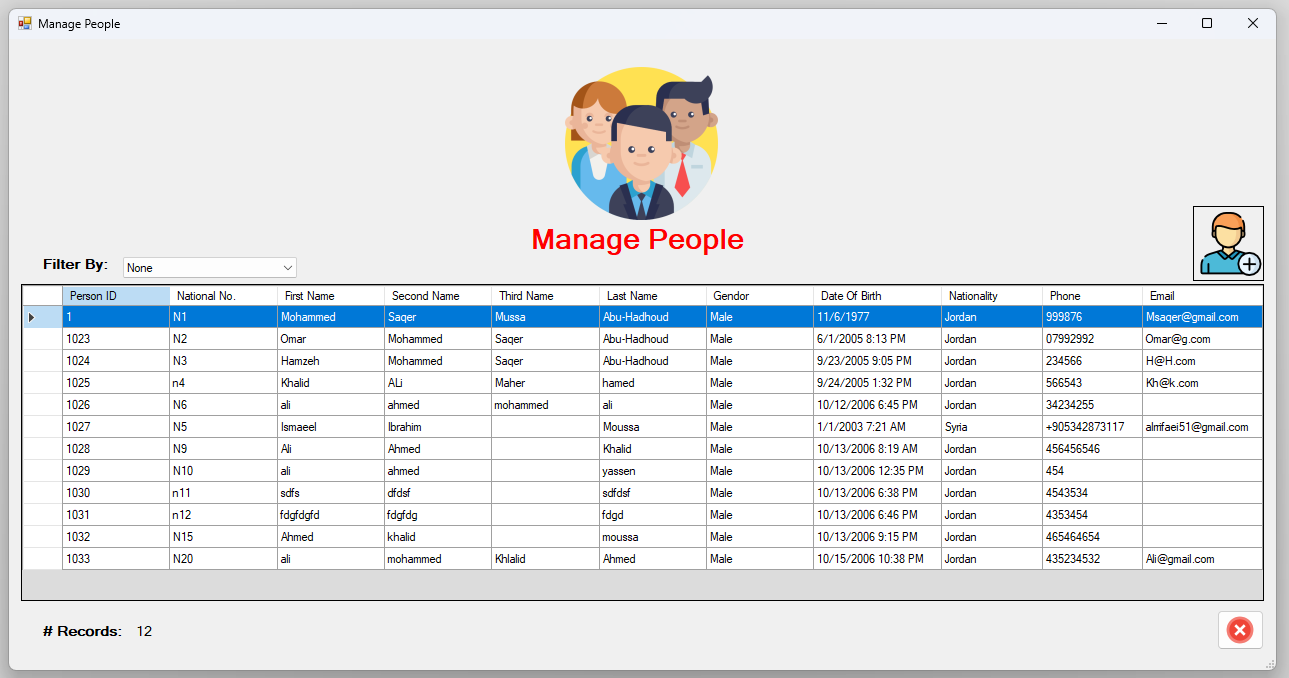 Manage People
Manage People
Filter By: None
Person ID National No. First Name Second Name Third Name Last Name Gendor Date Of Birth Nationality Phone Email
1 N1 Mohammed Saqer Mussa Abu-Hadhoud Male 11/6/1977 Jordan 999876 Msaqer@gmail.com
1023 N2 Omar Mohammed Saqer Abu-Hadhoud Male 6/1/2005 8:13 PM Jordan 07992992 Omar@g.com
1024 N3 Hamzeh Mohammed Saqer Abu-Hadhoud Male 9/23/2005 9:05 PM Jordan 234566 H@H.com
1025 n4 Khalid ALi Maher hamed Male 9/24/2005 1:32 PM Jordan 566543 Kh@k.com
1026 N6 ali ahmed mohammed ali Male 10/12/2006 6:45 PM Jordan 34234255
1027 N5 Ismaeel Ibrahim Moussa Male 1/1/2003 7:21 AM Syria +905342873117 alrrifaei51@gmail.com
1028 N9 Ali Ahmed Khalid Male 10/13/2006 8:19 AM Jordan 456456546
1029 N10 ali ahmed yassen Male 10/13/2006 12:35 PM Jordan 454
1030 n11 sdfs dfdsf sdfdsf Male 10/13/2006 6:38 PM Jordan 4543534
1031 n12 fdgfdgfd fdgfdg fdgd Male 10/13/2006 6:46 PM Jordan 4353454
1032 N15 Ahmed khalid moussa Male 10/13/2006 9:15 PM Jordan 465464654
1033 N20 ali mohammed Khlalid Ahmed Male 10/15/2006 10:38 PM Jordan 435234532 Ali@gmail.com
# Records: 12